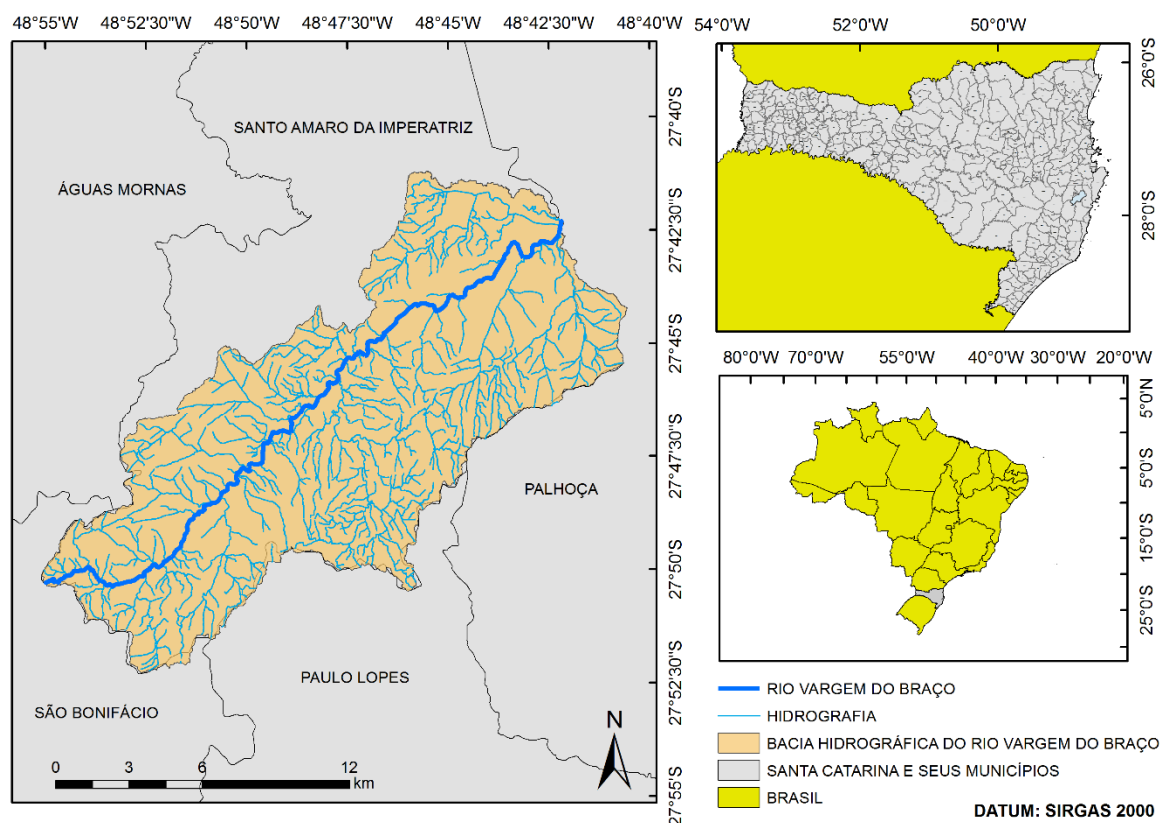 48°55'W 48°52'30"W 48°50'W 48°47'30"W 48°45'W 48°42'30"W 48°40'W
27°40'S
27°42'30"S
27°45'S
27°47'30"S
27°50'S
27°52'30"S
27°55'S
SANTO AMARO DA IMPERATRIZ
ÁGUAS MORNAS
PALHOÇA
PAULO LOPES
SÃO BONIFÁCIO
N
0 3 6 12
km
54°0'W 52°0'W 50°0'W
26°0'S
28°0'S
80°0'W 70°0'W 55°0'W 40°0'W 30°0'W 20°0'W
5°0'N
5°0'S
15°0'S
25°0'S
RIO VARGEM DO BRAÇO
HIDROGRAFIA
BACIA HIDROGRÁFICA DO RIO VARGEM DO BRAÇO
SANTA CATARINA E SEUS MUNICÍPIOS
BRASIL
DATUM: SIRGAS 2000